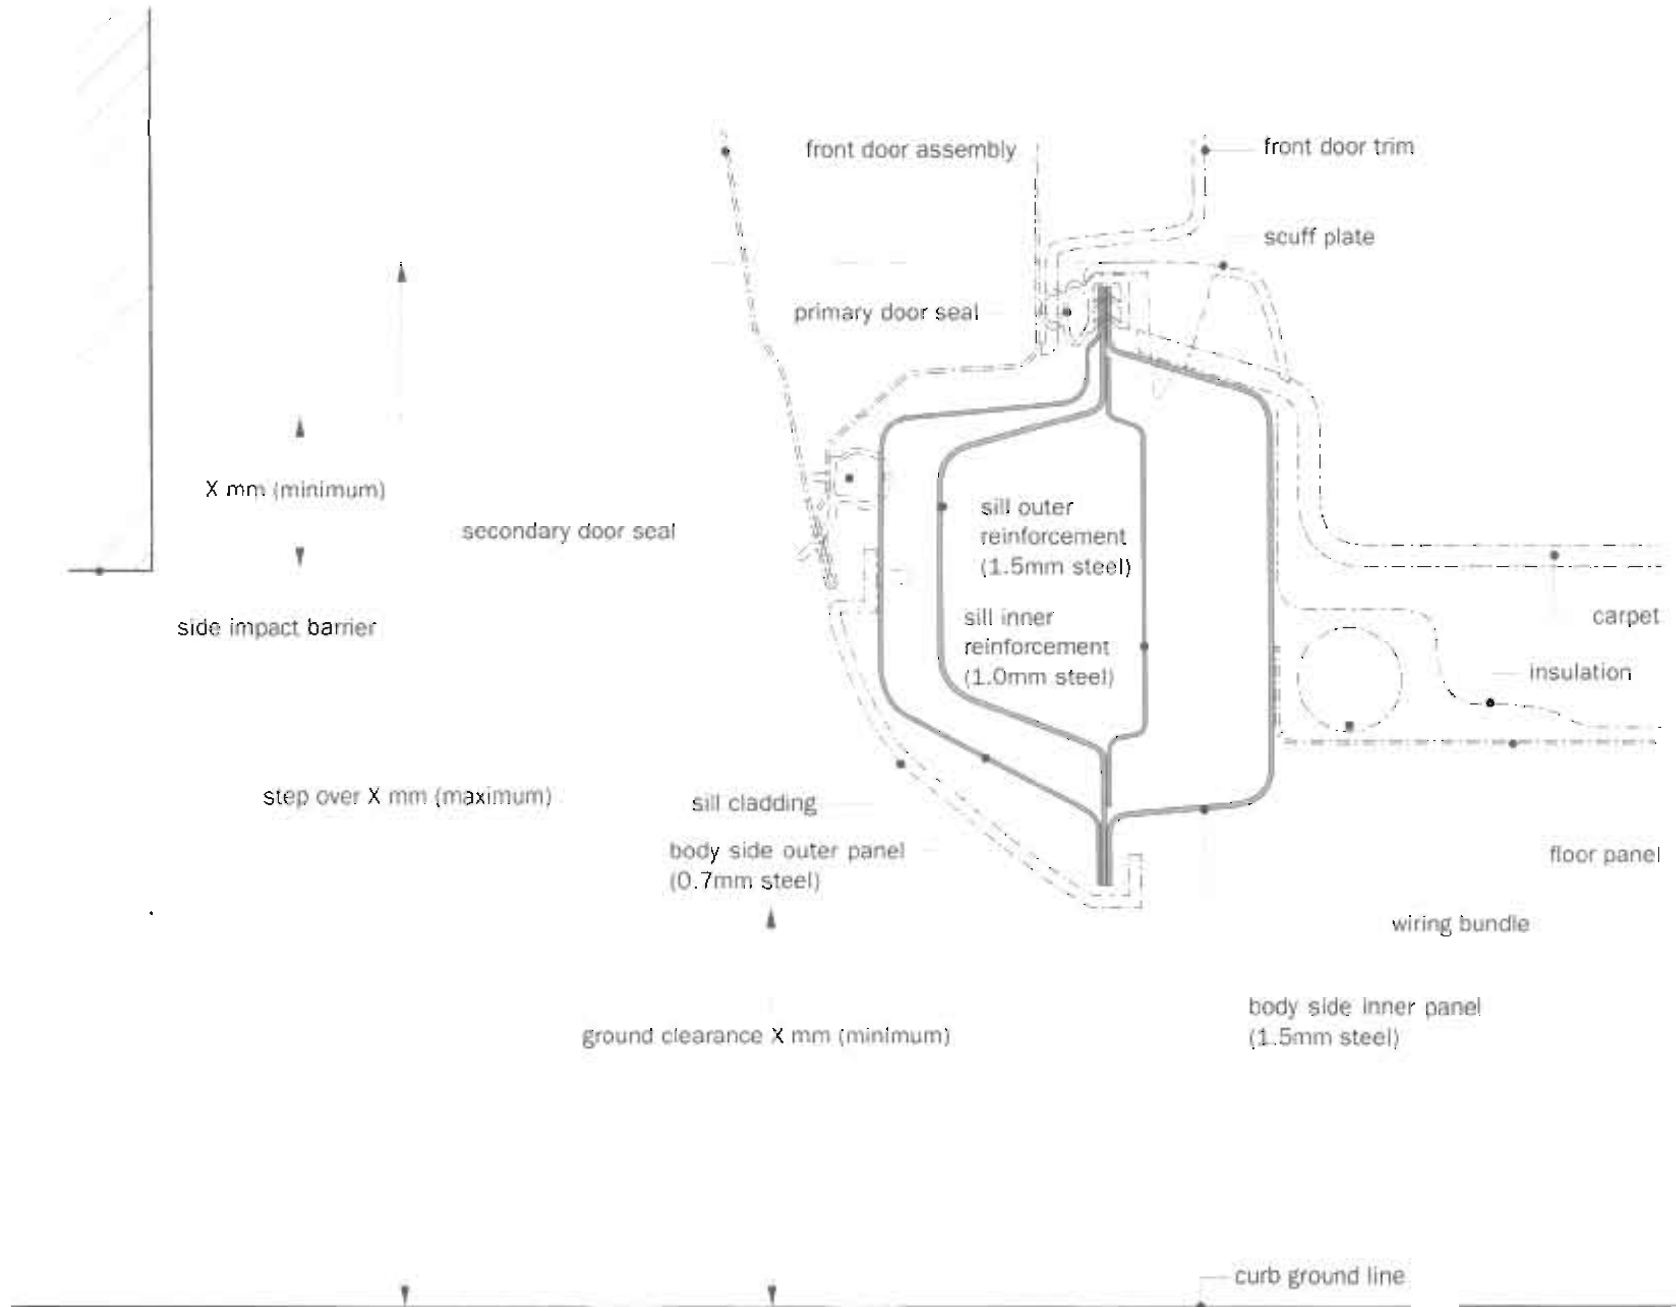 front door assembly
front door trim
scuff plate
primary door seal
X mm (minimum)
secondary door seal
sill outer
reinforcement
(1.5mm steel)
sill inner
reinforcement
(1.0mm steel)
side impact barrier
carpet
insulation
step over X mm (maximum)
sill cladding
body side outer panel
(0.7mm steel)
floor panel
wiring bundle
body side inner panel
(1.5mm steel)
ground clearance X mm (minimum)
curb ground line